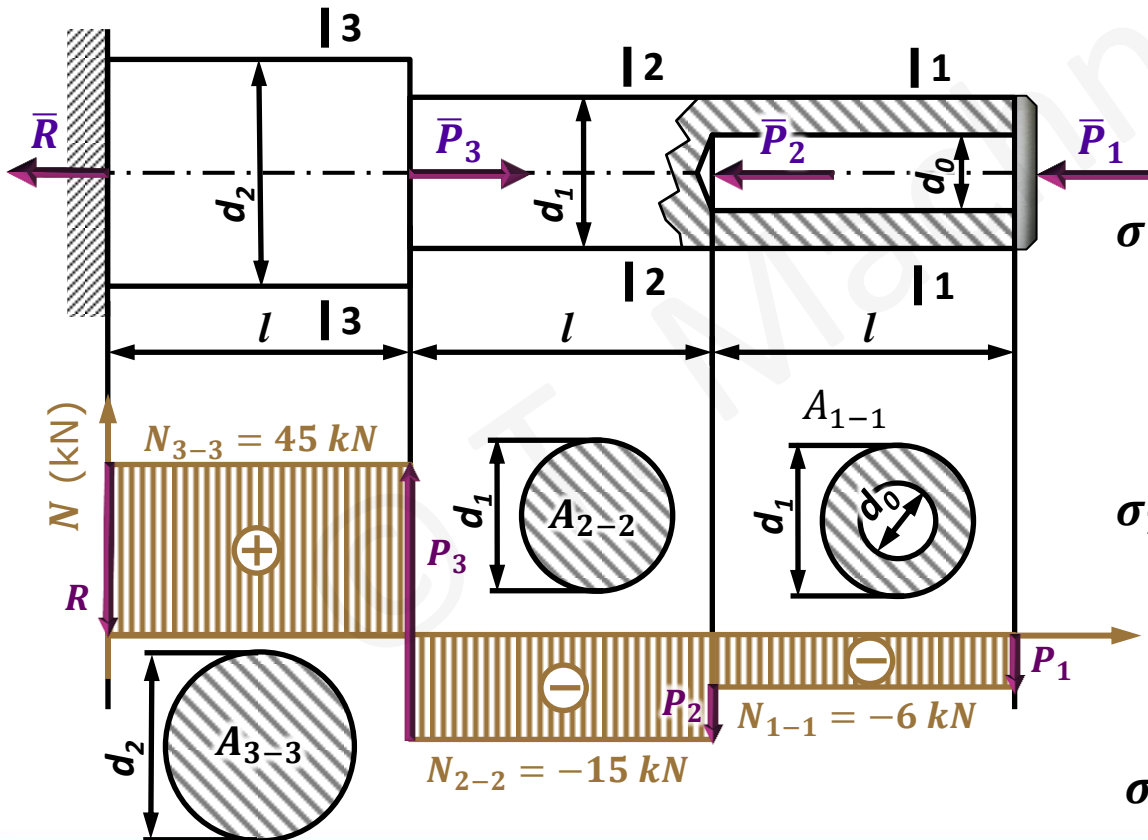 3
2
1
R̅
P̅₃
P̅₂
P̅₁
d₂
d₁
d₀
σ
3
2
1
l
l
l
N (kN)
N₃₋₃ = 45 kN
A₁₋₁
d₁
A₂₋₂
d₁
d₀
σ
+
P₃
R
−
−
P₁
P₂
N₁₋₁ = −6 kN
d₂
A₃₋₃
N₂₋₂ = −15 kN
σ